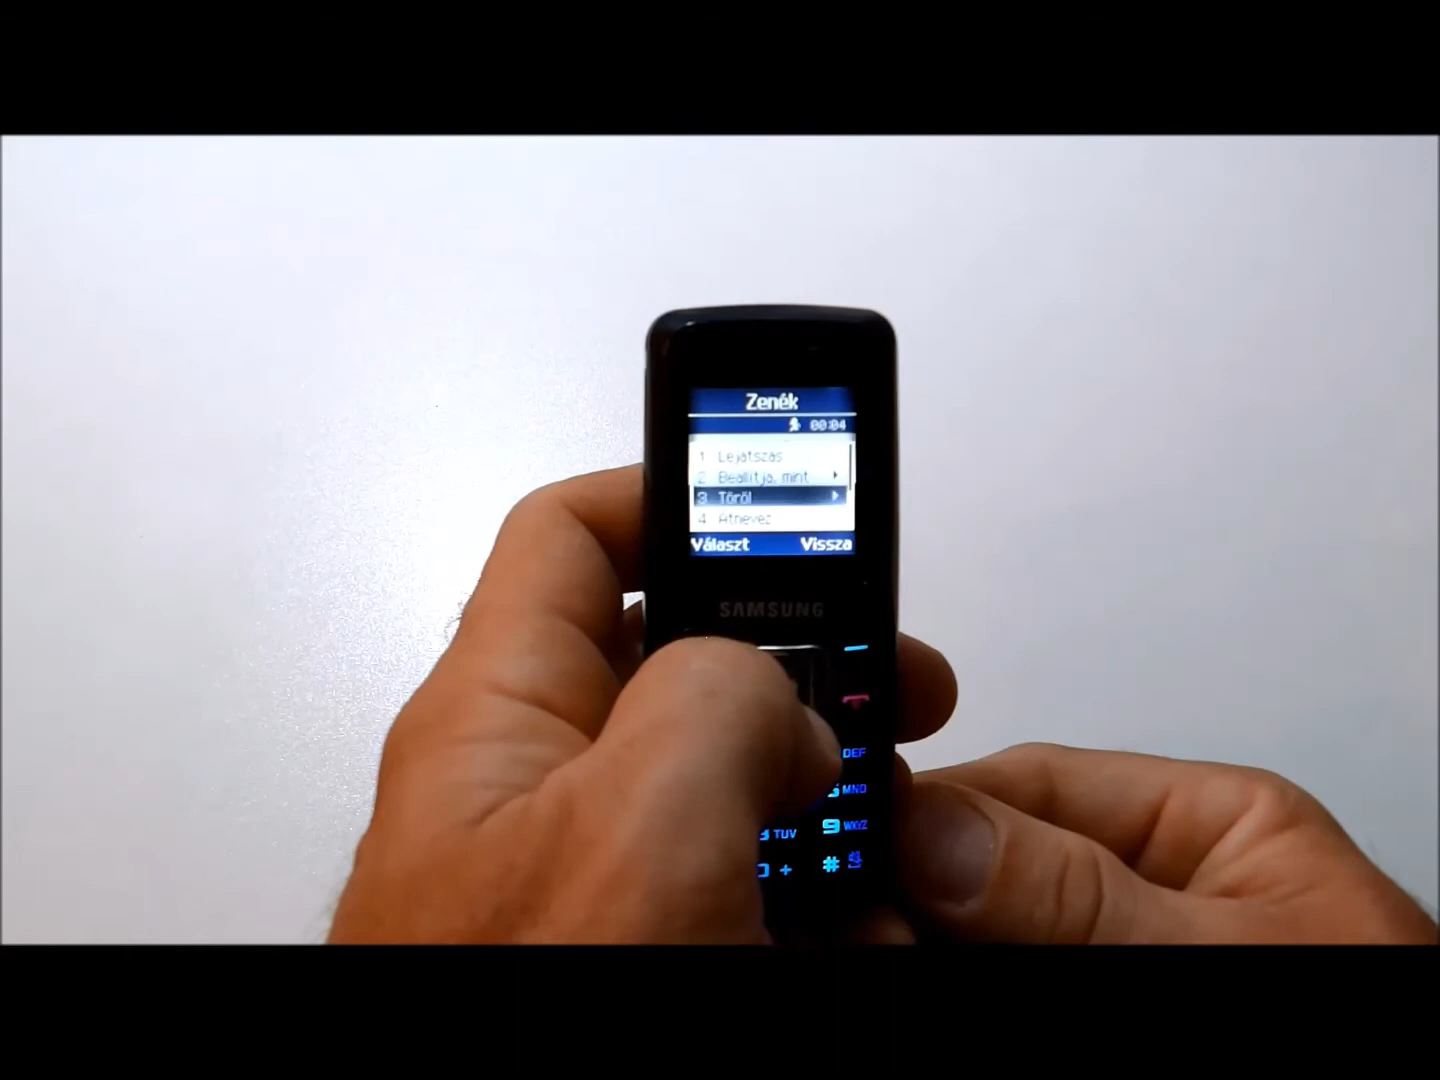 Zenék
00:04
1 Lejátszás
2 Beállítja, mint
3 Töröl
4 Átnevez
Választ Vissza
SAMSUNG
DEF
MNO
TUV 9 WXYZ
+ #